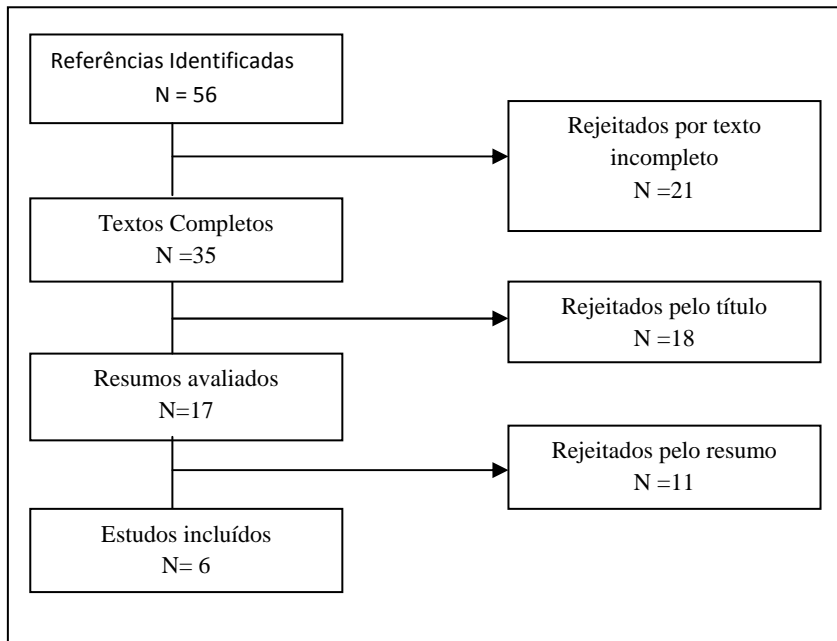 Referências Identificadas
N = 56
Rejeitados por texto
incompleto
N =21
Textos Completos
N =35
Rejeitados pelo título
N =18
Resumos avaliados
N=17
Rejeitados pelo resumo
N =11
Estudos incluídos
N= 6